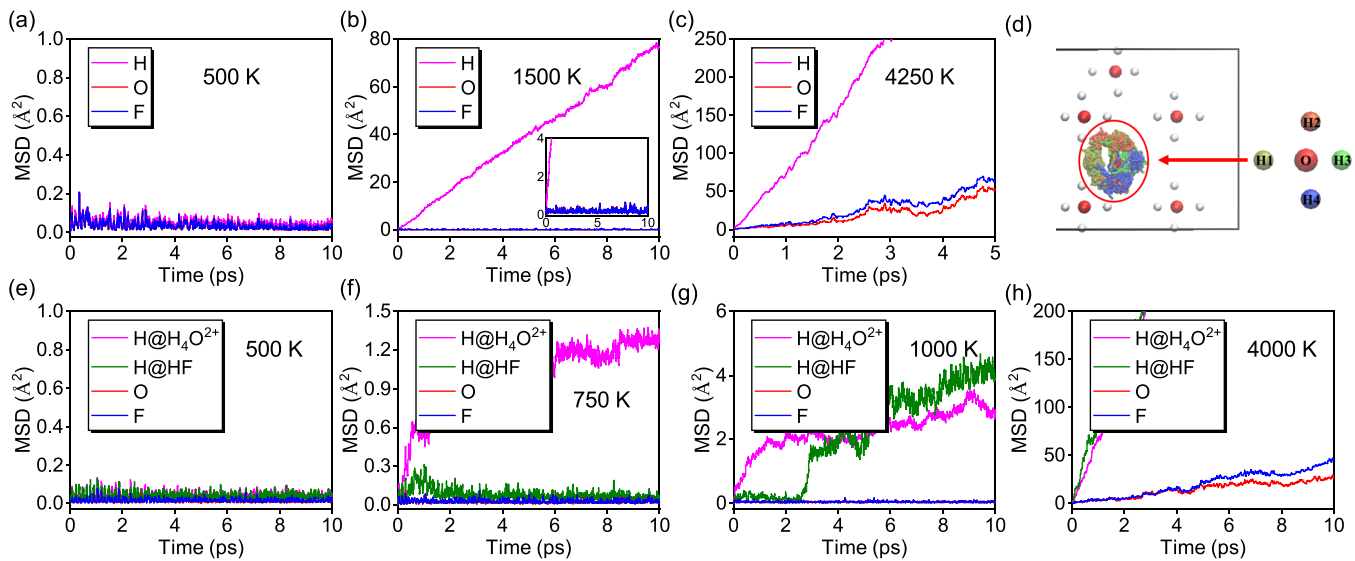 (a)
1.0
0.8
0.6
0.4
0.2
0.0
MSD (Å²)
H
O
F
500 K
0 2 4 6 8 10
Time (ps)
(b)
80
60
40
20
0
MSD (Å²)
H
O
F
1500 K
4
2
0
0 5 10
0 2 4 6 8 10
Time (ps)
(c)
250
200
150
100
50
0
MSD (Å²)
H
O
F
4250 K
0 1 2 3 4 5
Time (ps)
(d)
H2
H1 O H3
H4
(e)
1.0
0.8
0.6
0.4
0.2
0.0
MSD (Å²)
H@H₄O²⁺
H@HF
O
F
500 K
0 2 4 6 8 10
Time (ps)
(f)
1.5
1.2
0.9
0.6
0.3
0.0
MSD (Å²)
H@H₄O²⁺
H@HF
O
F
750 K
0 2 4 6 8 10
Time (ps)
(g)
6
4
2
0
MSD (Å²)
H@H₄O²⁺
H@HF
O
F
1000 K
0 2 4 6 8 10
Time (ps)
(h)
200
150
100
50
0
MSD (Å²)
H@H₄O²⁺
H@HF
O
F
4000 K
0 2 4 6 8 10
Time (ps)